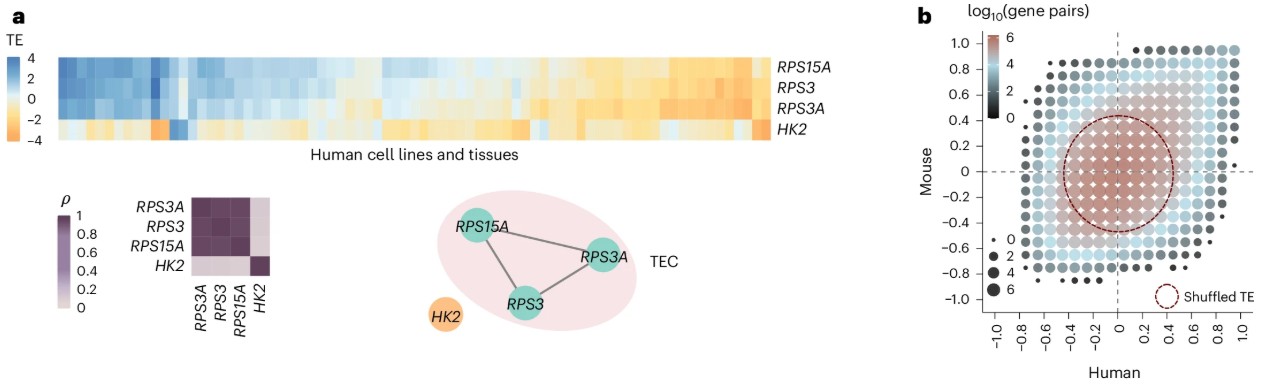 a
TE
4
2
0
−2
−4
RPS15A
RPS3
RPS3A
HK2
Human cell lines and tissues
ρ
1
0.8
0.6
0.4
0.2
0
RPS3A
RPS3
RPS15A
HK2
RPS3A
RPS3
RPS15A
HK2
RPS15A
RPS3A
RPS3
HK2
TEC
b
log₁₀(gene pairs)
6
4
2
0
Mouse
1.0
0.8
0.6
0.4
0.2
0
−0.2
−0.4
−0.6
−0.8
−1.0
0
2
4
6
Shuffled TE
−1.0
−0.8
−0.6
−0.4
−0.2
0
0.2
0.4
0.6
0.8
1.0
Human